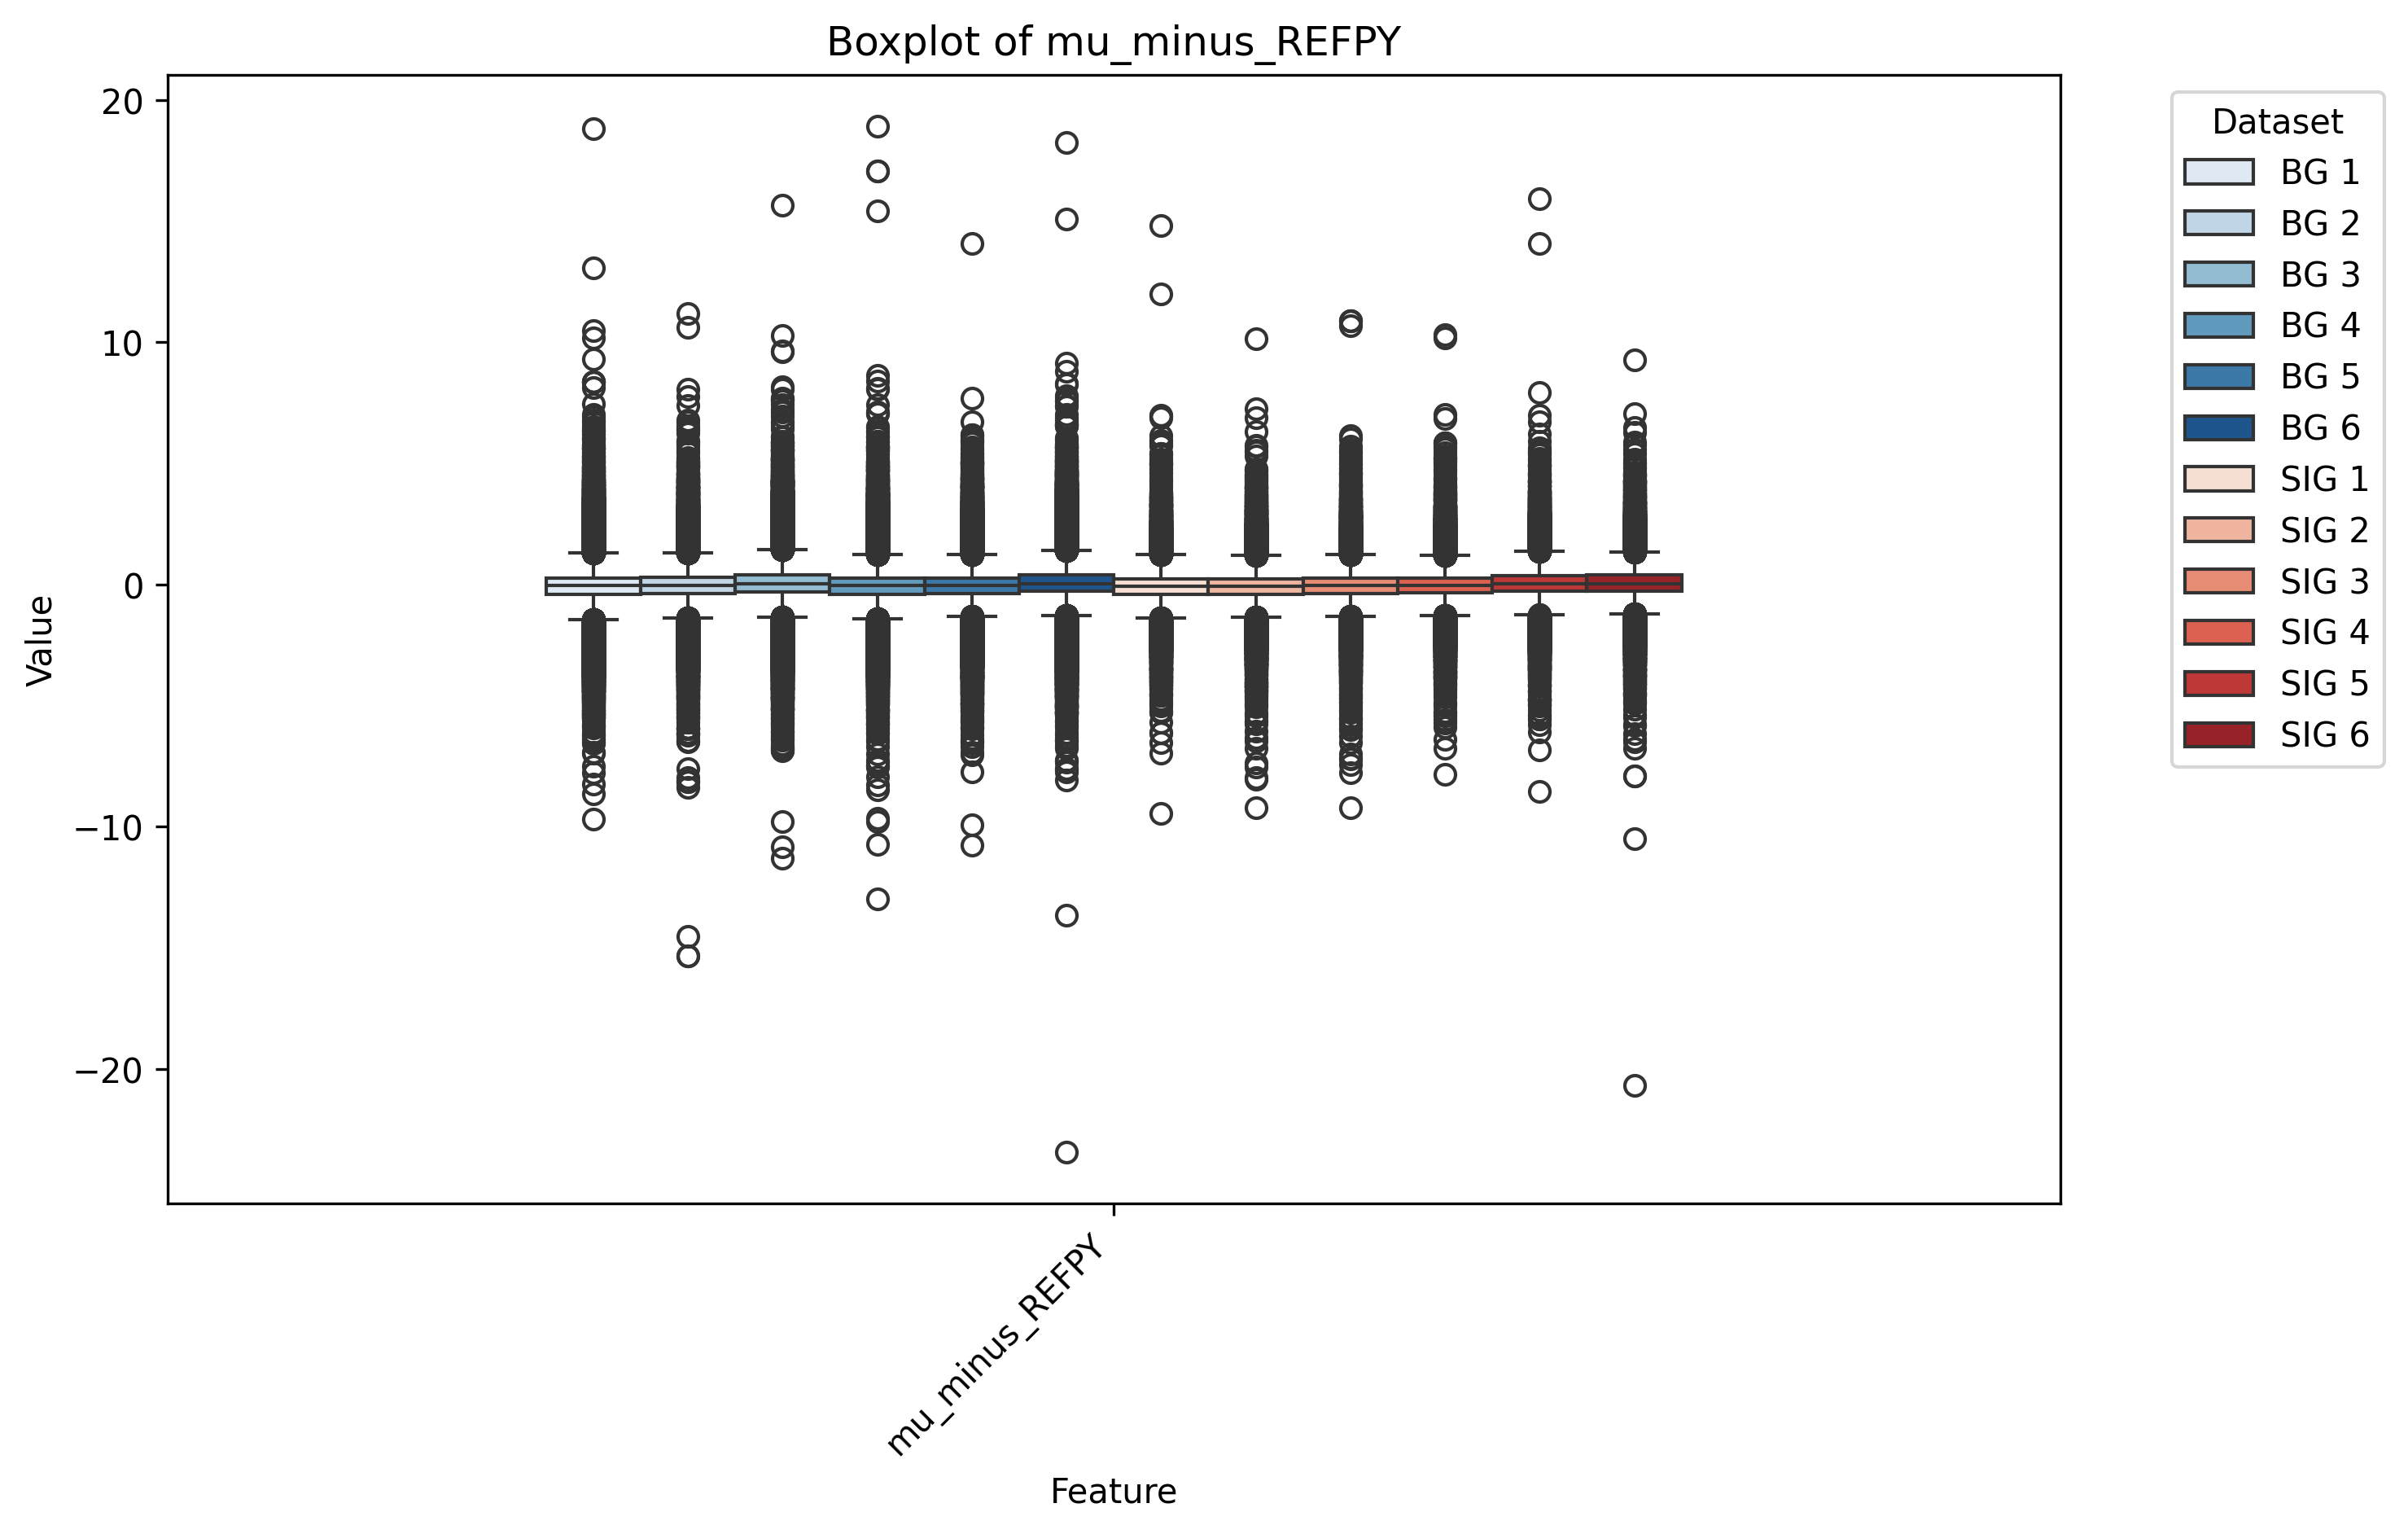 Boxplot of mu_minus_REFPY
Value
20
10
0
−10
−20
mu_minus_REFPY
Feature
Dataset
BG 1
BG 2
BG 3
BG 4
BG 5
BG 6
SIG 1
SIG 2
SIG 3
SIG 4
SIG 5
SIG 6